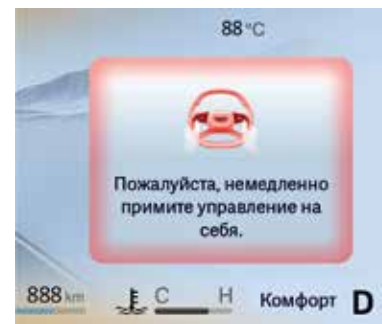 88 °C
Пожалуйста, немедленно
примите управление на
себя.
888 km C H Комфорт D